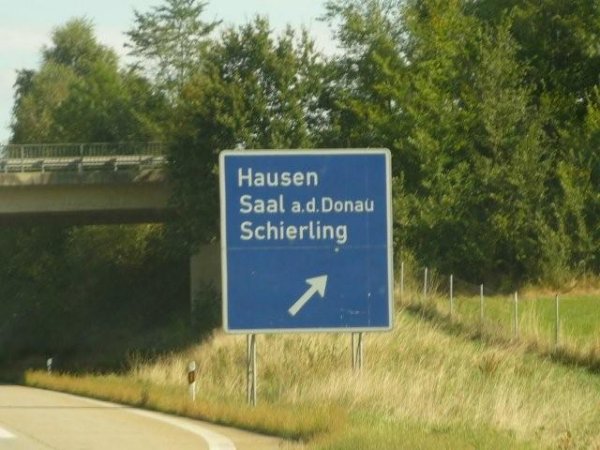 Hausen
Saal a.d. Donau
Schierling